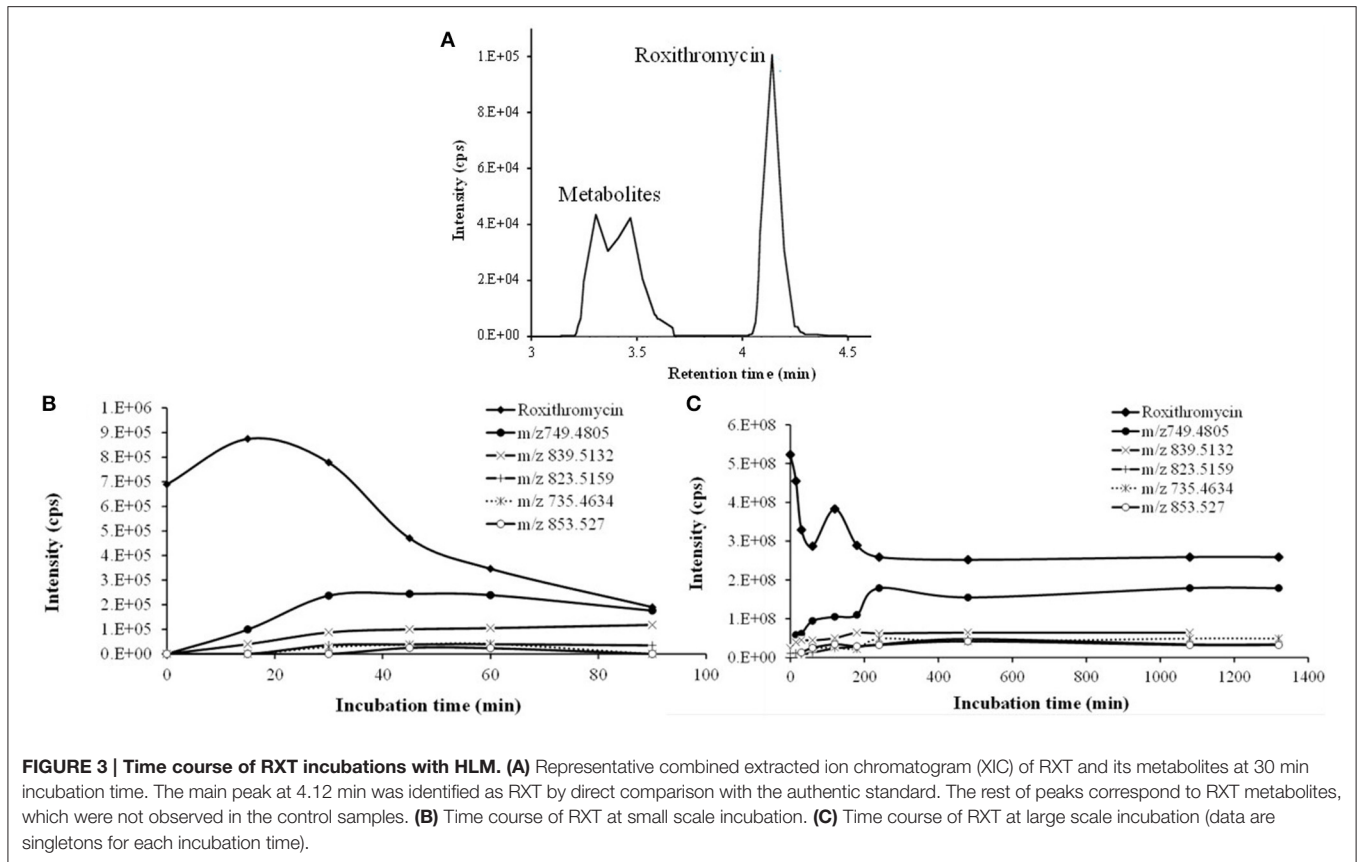 A
Roxithromycin
Metabolites
Intensity (cps)
1.E+05
8.E+04
6.E+04
4.E+04
2.E+04
0.E+00
3
3.5
4
4.5
Retention time (min)
B
Intensity (cps)
1.E+06
9.E+05
8.E+05
7.E+05
6.E+05
5.E+05
4.E+05
3.E+05
2.E+05
1.E+05
0.E+00
0
20
40
60
80
100
Incubation time (min)
Roxithromycin
m/z749.4805
m/z 839.5132
m/z 823.5159
m/z 735.4634
m/z 853.527
C
Intensity (cps)
6.E+08
5.E+08
4.E+08
3.E+08
2.E+08
1.E+08
0.E+00
0
200
400
600
800
1000
1200
1400
Incubation time (min)
Roxithromycin
m/z749.4805
m/z 839.5132
m/z 823.5159
m/z 735.4634
m/z 853.527
FIGURE 3 | Time course of RXT incubations with HLM. (A) Representative combined extracted ion chromatogram (XIC) of RXT and its metabolites at 30 min
incubation time. The main peak at 4.12 min was identified as RXT by direct comparison with the authentic standard. The rest of peaks correspond to RXT metabolites,
which were not observed in the control samples. (B) Time course of RXT at small scale incubation. (C) Time course of RXT at large scale incubation (data are
singletons for each incubation time).